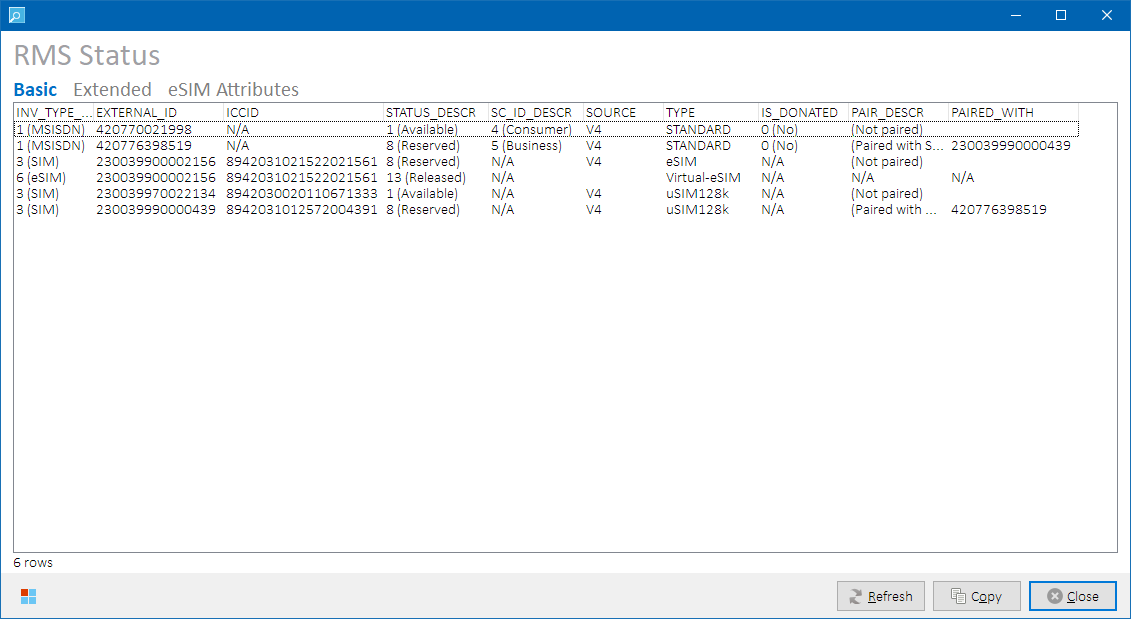 RMS Status
Basic Extended eSIM Attributes
INV_TYPE_... EXTERNAL_ID ICCID STATUS_DESCR SC_ID_DESCR SOURCE TYPE IS_DONATED PAIR_DESCR PAIRED_WITH
1 (MSISDN) 420770021998 N/A 1 (Available) 4 (Consumer) V4 STANDARD 0 (No) (Not paired)
1 (MSISDN) 420776398519 N/A 8 (Reserved) 5 (Business) V4 STANDARD 0 (No) (Paired with S... 230039990000439
3 (SIM) 230039900002156 8942031021522021561 8 (Reserved) N/A V4 eSIM N/A (Not paired)
6 (eSIM) 230039900002156 8942031021522021561 13 (Released) N/A Virtual-eSIM N/A N/A N/A
3 (SIM) 230039970022134 8942030020110671333 1 (Available) N/A V4 uSIM128k N/A (Not paired)
3 (SIM) 230039990000439 8942031012572004391 8 (Reserved) N/A V4 uSIM128k N/A (Paired with ... 420776398519
6 rows
Refresh Copy Close